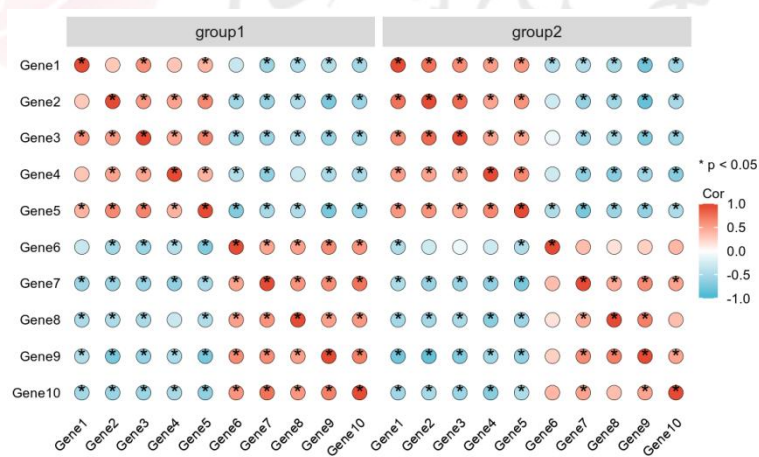 group1 group2
Gene1
Gene2
Gene3
Gene4
Gene5
Gene6
Gene7
Gene8
Gene9
Gene10
* p < 0.05
Cor
1.0
0.5
0.0
-0.5
-1.0
Gene1 Gene2 Gene3 Gene4 Gene5 Gene6 Gene7 Gene8 Gene9 Gene10 Gene1 Gene2 Gene3 Gene4 Gene5 Gene6 Gene7 Gene8 Gene9 Gene10